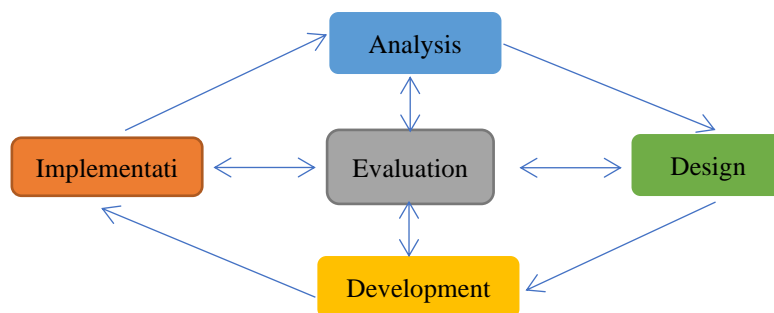 Analysis
Implementati
Evaluation
Design
Development